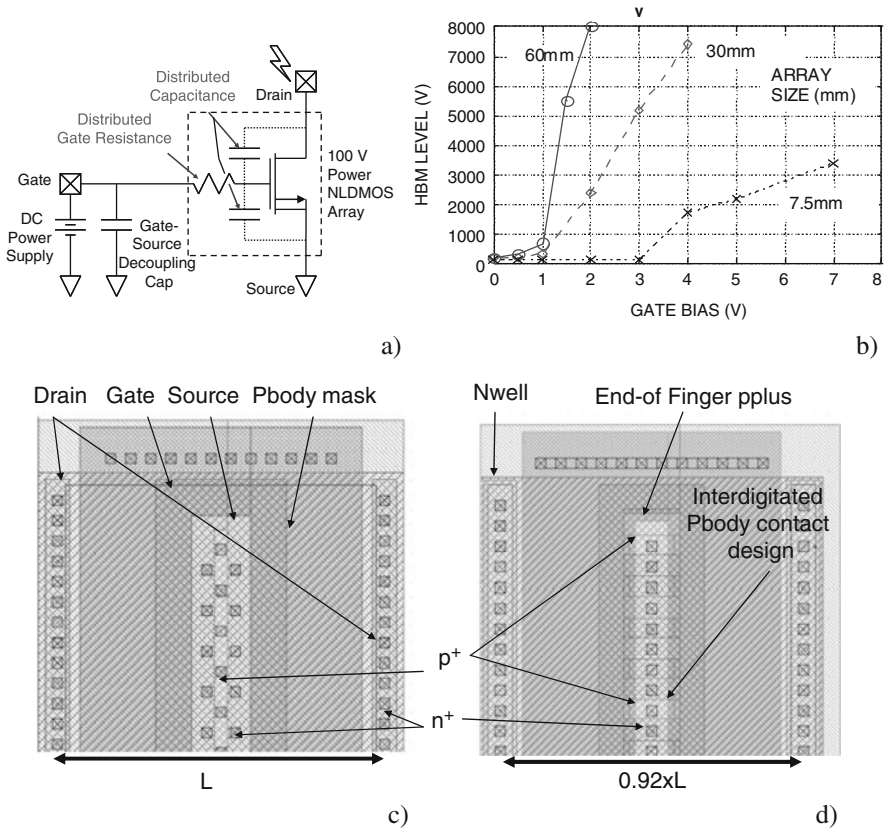 Distributed
Capacitance
Distributed
Gate Resistance
Drain
Gate
DC
Power
Supply
Gate-
Source
Decoupling
Cap
100 V
Power
NLDMOS
Array
Source
a)
v
HBM LEVEL (V)
8000
7000
6000
5000
4000
3000
2000
1000
0
60mm
30mm
ARRAY
SIZE (mm)
7.5mm
0 1 2 3 4 5 6 7 8
GATE BIAS (V)
b)
Drain Gate Source Pbody mask
L
c)
p+
n+
Nwell
End-of Finger pplus
Interdigitated
Pbody contact
design
0.92xL
d)